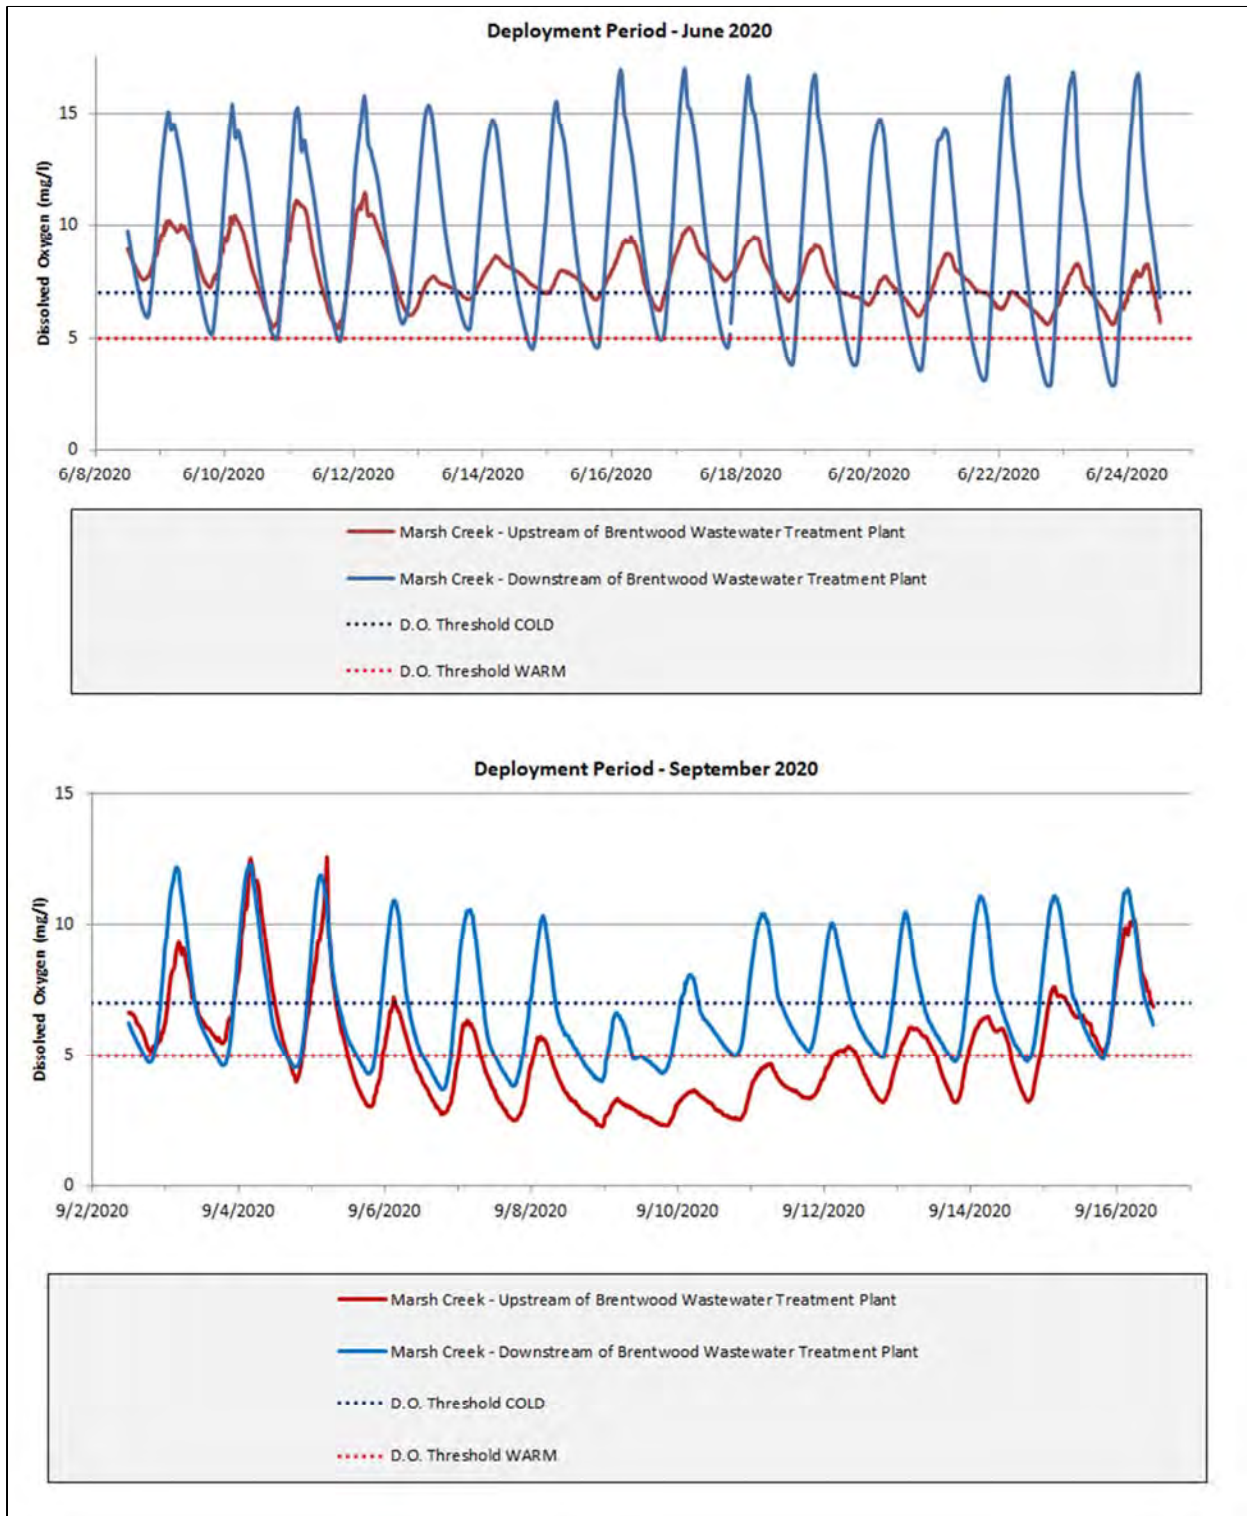 Deployment Period - June 2020
Dissolved Oxygen (mg/l)
15
10
5
0
6/8/2020 6/10/2020 6/12/2020 6/14/2020 6/16/2020 6/18/2020 6/20/2020 6/22/2020 6/24/2020
Marsh Creek - Upstream of Brentwood Wastewater Treatment Plant
Marsh Creek - Downstream of Brentwood Wastewater Treatment Plant
D.O. Threshold COLD
D.O. Threshold WARM
Deployment Period - September 2020
Dissolved Oxygen (mg/l)
15
10
5
0
9/2/2020 9/4/2020 9/6/2020 9/8/2020 9/10/2020 9/12/2020 9/14/2020 9/16/2020
Marsh Creek - Upstream of Brentwood Wastewater Treatment Plant
Marsh Creek - Downstream of Brentwood Wastewater Treatment Plant
D.O. Threshold COLD
D.O. Threshold WARM